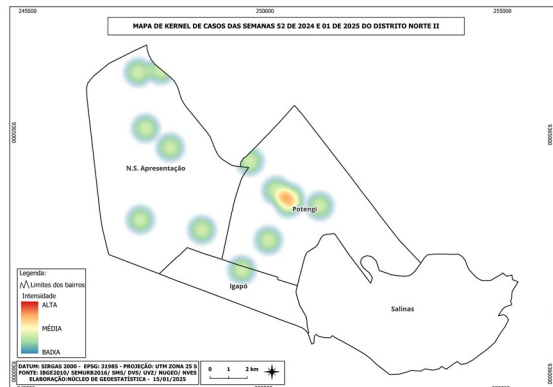 245000
250000
255000
MAPA DE KERNEL DE CASOS DAS SEMANAS 52 DE 2024 E 01 DE 2025 DO DISTRITO NORTE II
9365000
9365000
N.S. Apresentação
Potengi
Igapó
Salinas
Legenda:
Limites dos bairros
Intensidade
ALTA
MÉDIA
BAIXA
DATUM: SIRGAS 2000 - EPSG: 31985 - PROJEÇÃO: UTM ZONA 25 S
FONTE: IBGE2010/ SEMURB2016/ SMS/ DVS/ UVZ/ NUGEO/ NVES
ELABORAÇÃO:NÚCLEO DE GEOESTATÍSTICA - 15/01/2025
0 1 2 km